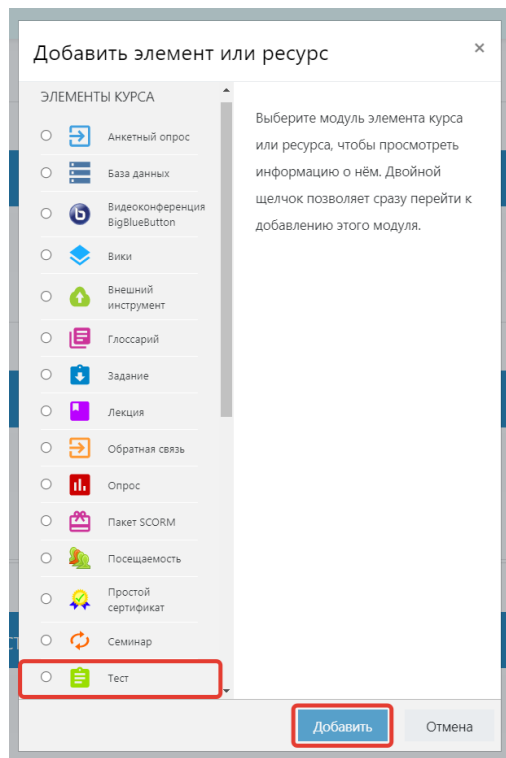 Добавить элемент или ресурс
×
ЭЛЕМЕНТЫ КУРСА
Анкетный опрос
База данных
Видеоконференция
BigBlueButton
Вики
Внешний
инструмент
Глоссарий
Задание
Лекция
Обратная связь
Опрос
Пакет SCORM
Посещаемость
Простой
сертификат
Семинар
Тест
Выберите модуль элемента курса
или ресурса, чтобы просмотреть
информацию о нём. Двойной
щелчок позволяет сразу перейти к
добавлению этого модуля.
Добавить
Отмена